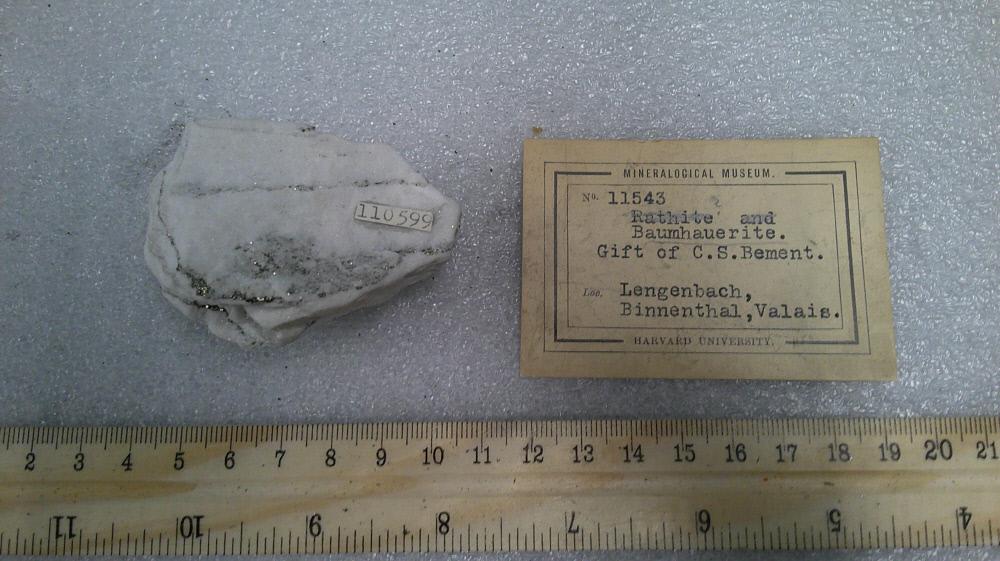 110599
MINERALOGICAL MUSEUM.
No. 11543
Rathite and
Baumhauerite.
Gift of C.S.Bement.
Loc. Lengenbach,
Binnenthal,Valais.
HARVARD UNIVERSITY.
2 3 4 5 6 7 8 9 10 11 12 13 14 15 16 17 18 19 20 21
11 10 9 8 7 6 5 4